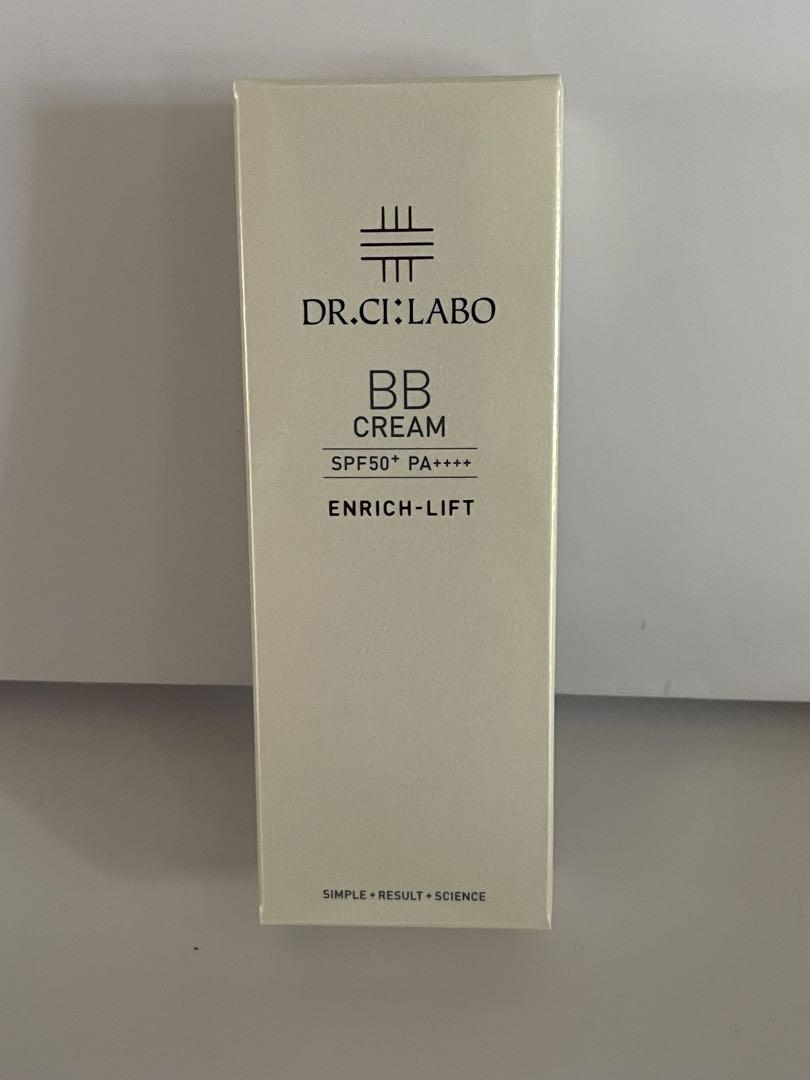 DR.CI:LABO
BB
CREAM
SPF50+ PA++++
ENRICH-LIFT
SIMPLE+RESULT+SCIENCE